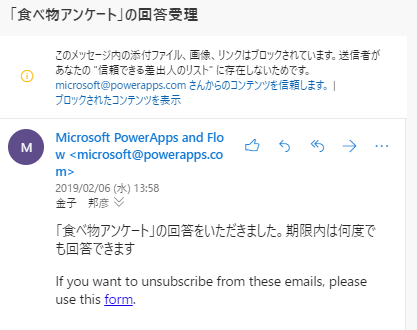 「食べ物アンケート」の回答受理
このメッセージ内の添付ファイル、画像、リンクはブロックされています。送信者が
あなたの "信頼できる差出人のリスト" に存在しないためです。
microsoft@powerapps.com さんからのコンテンツを信頼します。 |
ブロックされたコンテンツを表示
M
Microsoft PowerApps and Flo
w <microsoft@powerapps.co
m>
2019/02/06 (水) 13:58
金子 邦彦
「食べ物アンケート」の回答をいただきました。期限内は何度で
も回答できます
If you want to unsubscribe from these emails, please
use this form.